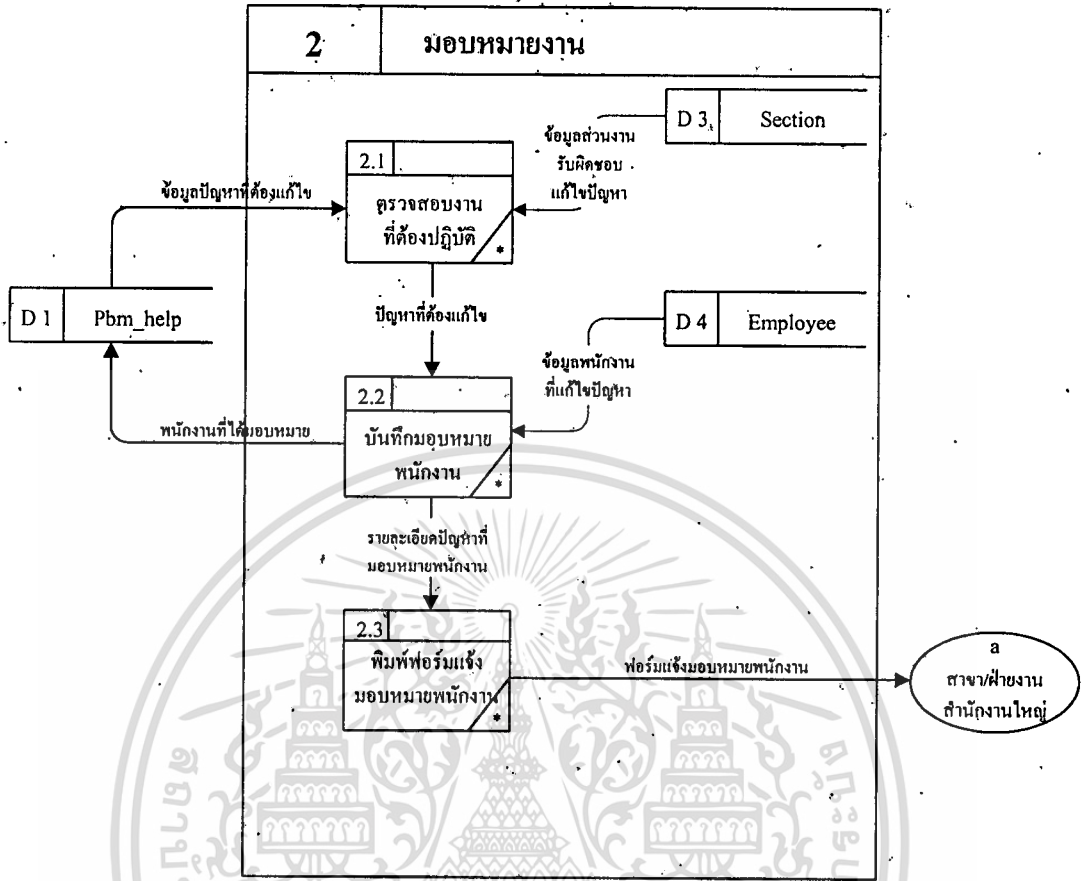 2 มอบหมายงาน
D 3 Section
ข้อมูลส่วนงาน
รับผิดชอบ
แก้ไขปัญหา
2.1
ตรวจสอบงาน
ที่ต้องปฏิบัติ
*
ข้อมูลปัญหาที่ต้องแก้ไข
D 1 Pbm_help
ปัญหาที่ต้องแก้ไข
D 4 Employee
ข้อมูลพนักงาน
ที่แก้ไขปัญหา
2.2
บันทึกมอบหมาย
พนักงาน
*
พนักงานที่ได้มอบหมาย
รายละเอียดปัญหาที่
มอบหมายพนักงาน
2.3
พิมพ์ฟอร์มแจ้ง
มอบหมายพนักงาน
*
ฟอร์มแจ้งมอบหมายพนักงาน
a
สาขา/ฝ่ายงาน
สำนักงานใหญ่